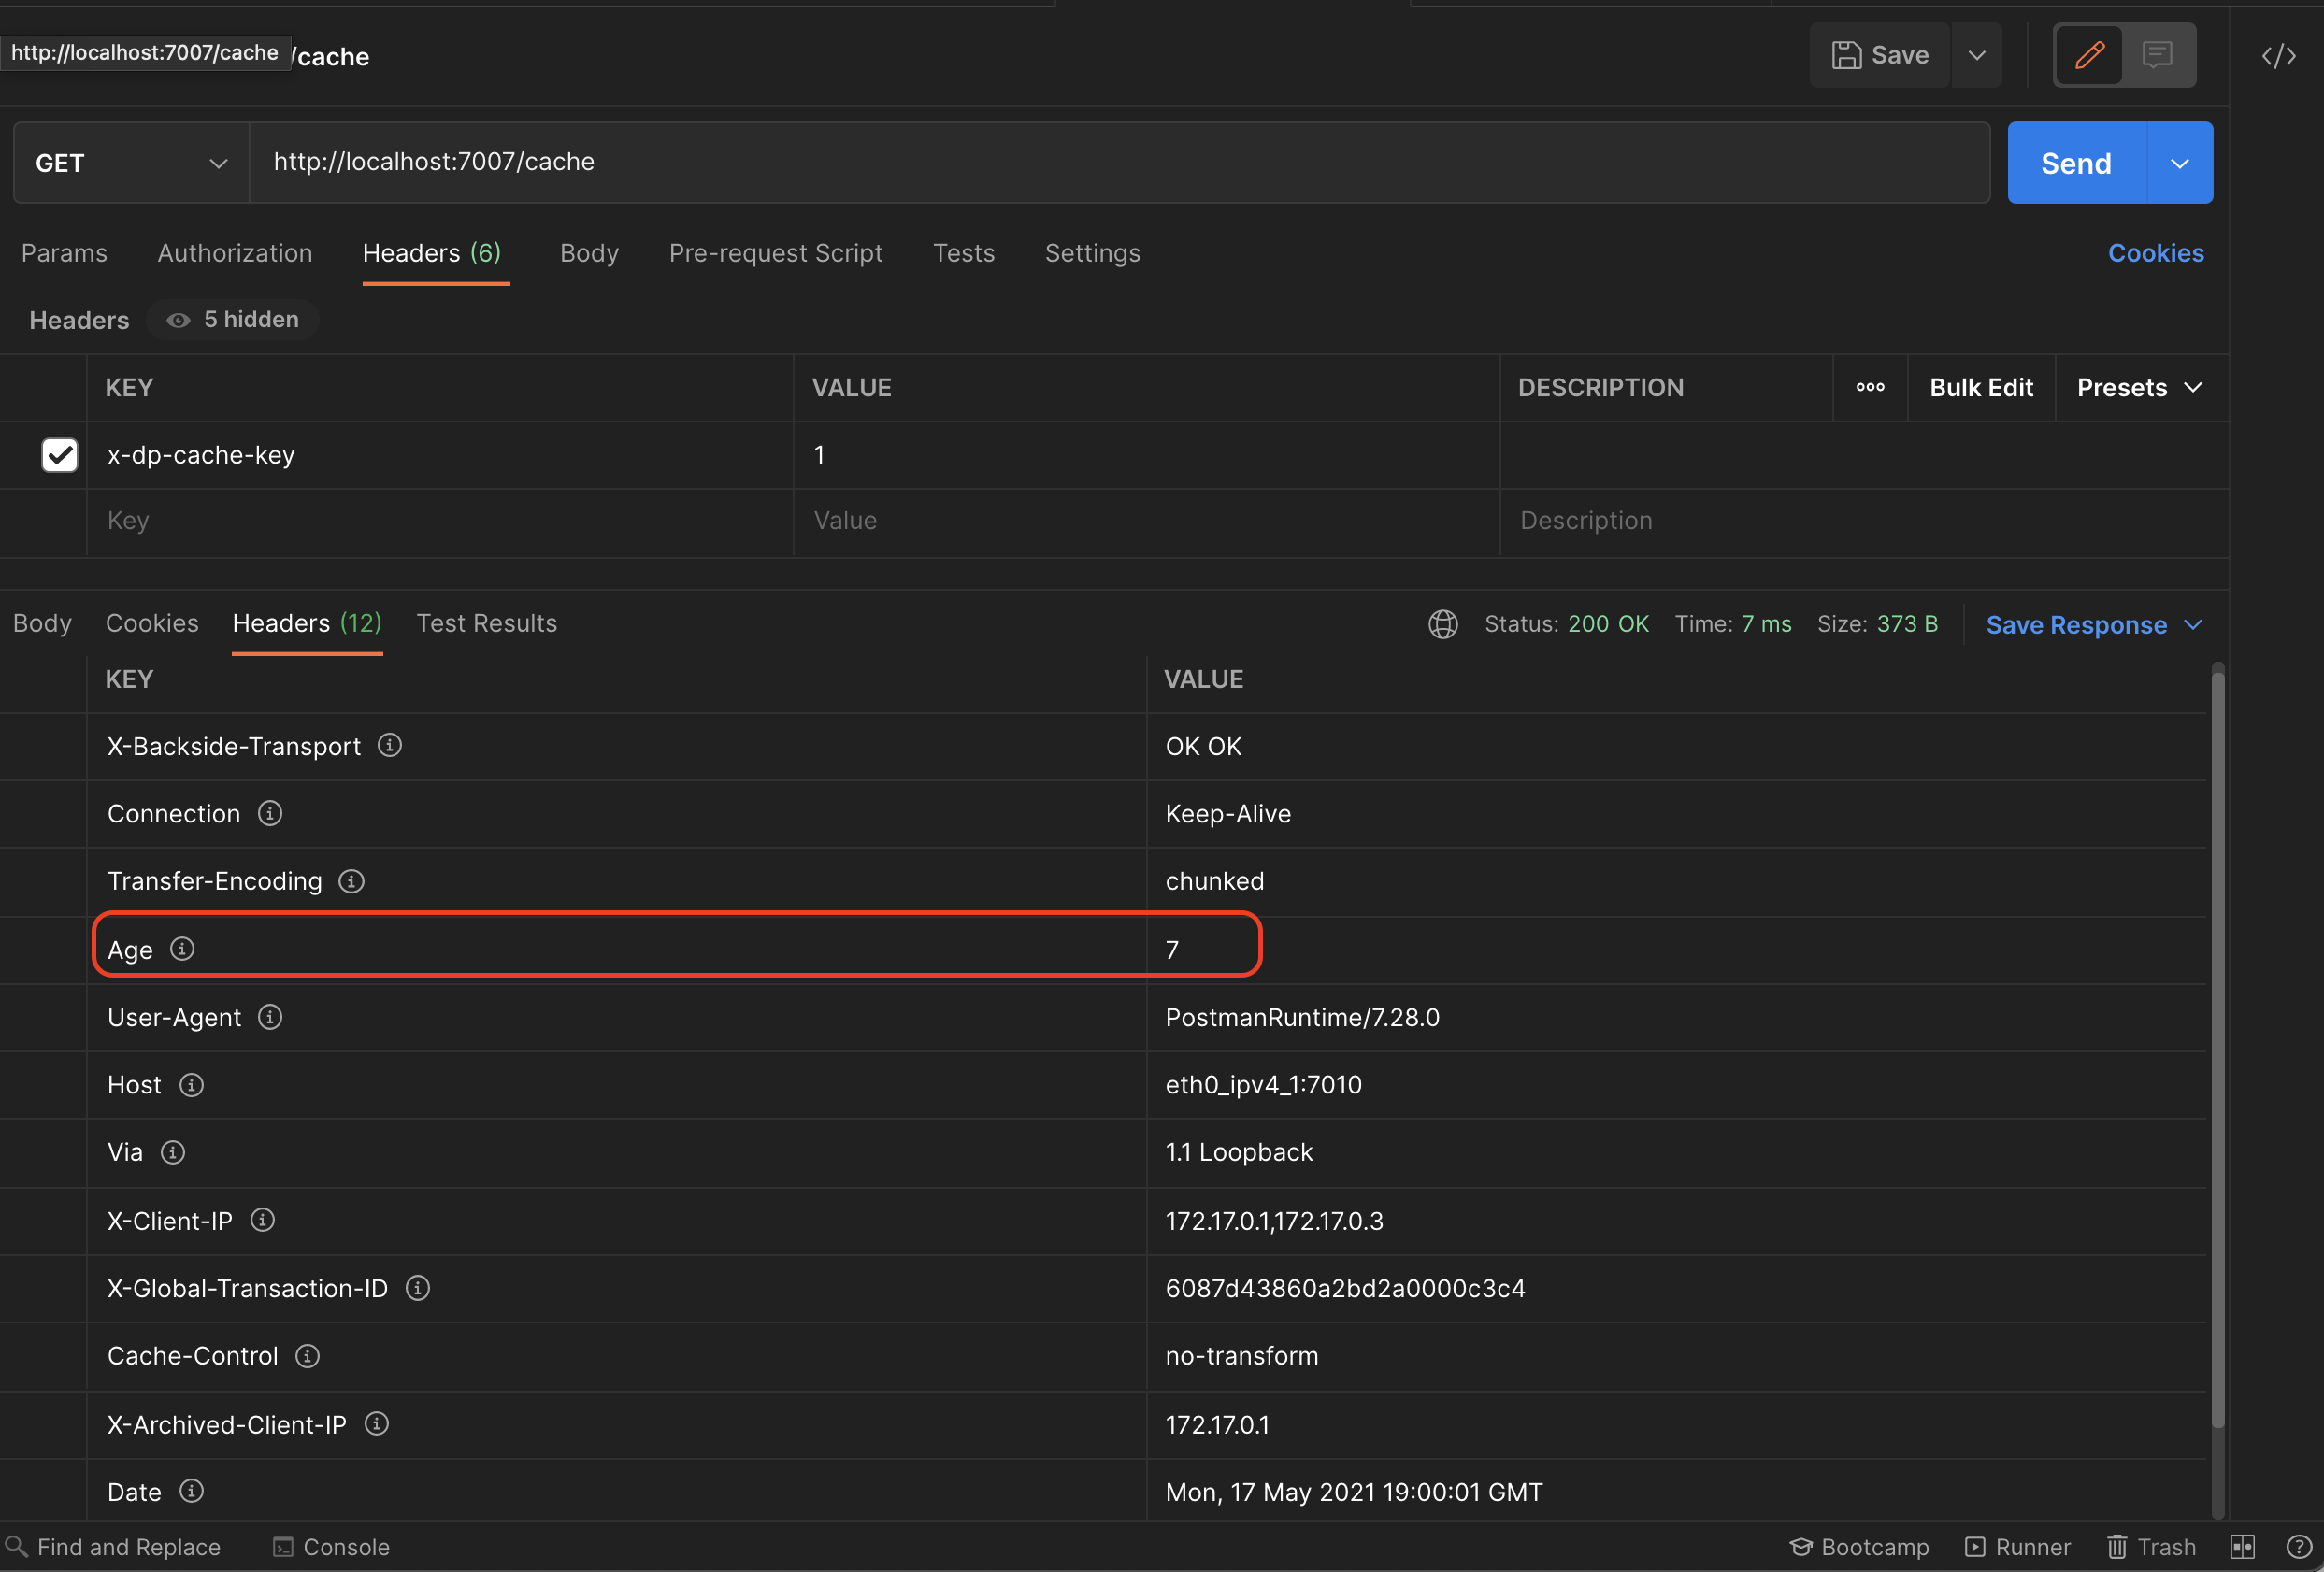 http://localhost:7007/cache /cache Save
GET http://localhost:7007/cache Send
Params Authorization Headers (6) Body Pre-request Script Tests Settings Cookies
Headers 5 hidden
KEY VALUE DESCRIPTION Bulk Edit Presets
x-dp-cache-key 1
Key Value Description
Body Cookies Headers (12) Test Results Status: 200 OK Time: 7 ms Size: 373 B Save Response
KEY VALUE
X-Backside-Transport OK OK
Connection Keep-Alive
Transfer-Encoding chunked
Age 7
User-Agent PostmanRuntime/7.28.0
Host eth0_ipv4_1:7010
Via 1.1 Loopback
X-Client-IP 172.17.0.1,172.17.0.3
X-Global-Transaction-ID 6087d43860a2bd2a0000c3c4
Cache-Control no-transform
X-Archived-Client-IP 172.17.0.1
Date Mon, 17 May 2021 19:00:01 GMT
Find and Replace Console Bootcamp Runner Trash